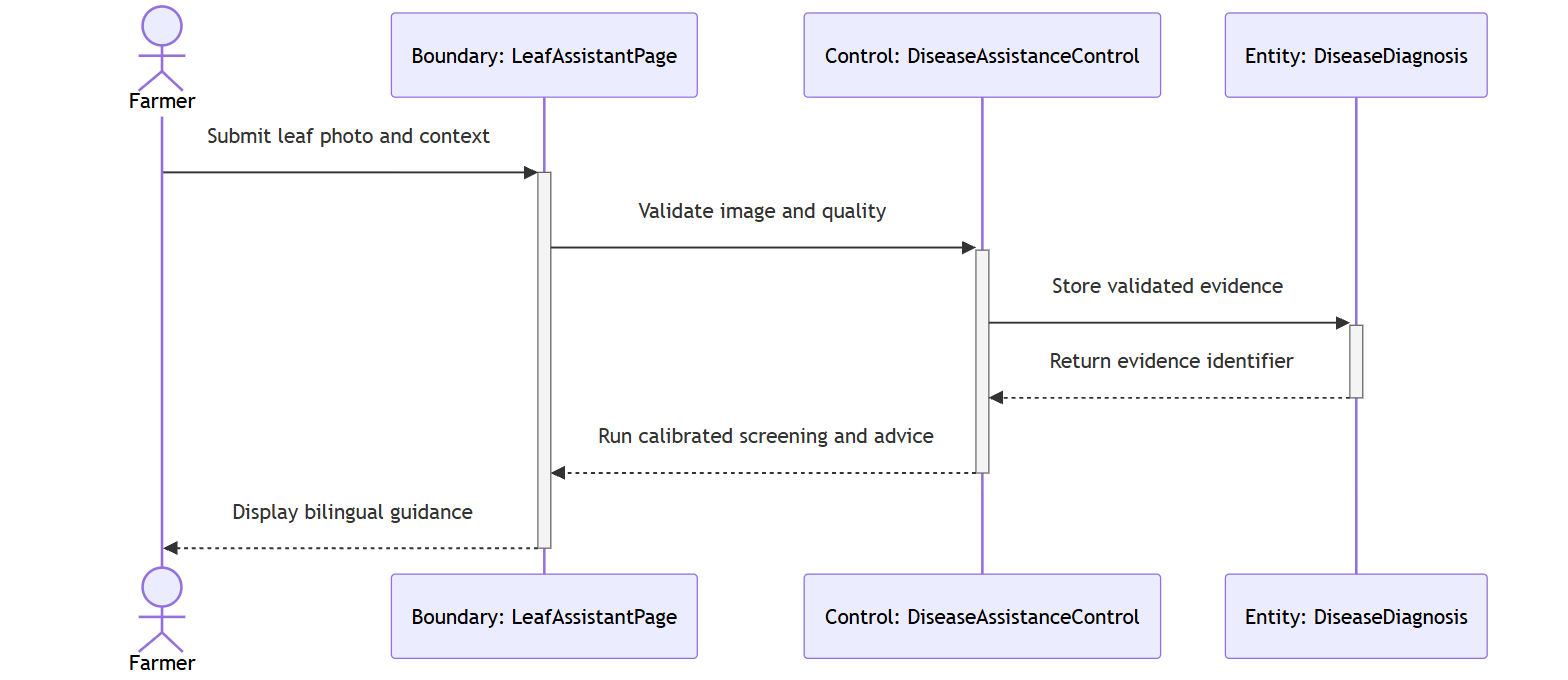 Farmer
Boundary: LeafAssistantPage
Control: DiseaseAssistanceControl
Entity: DiseaseDiagnosis
Submit leaf photo and context
Validate image and quality
Store validated evidence
Return evidence identifier
Run calibrated screening and advice
Display bilingual guidance
Farmer
Boundary: LeafAssistantPage
Control: DiseaseAssistanceControl
Entity: DiseaseDiagnosis